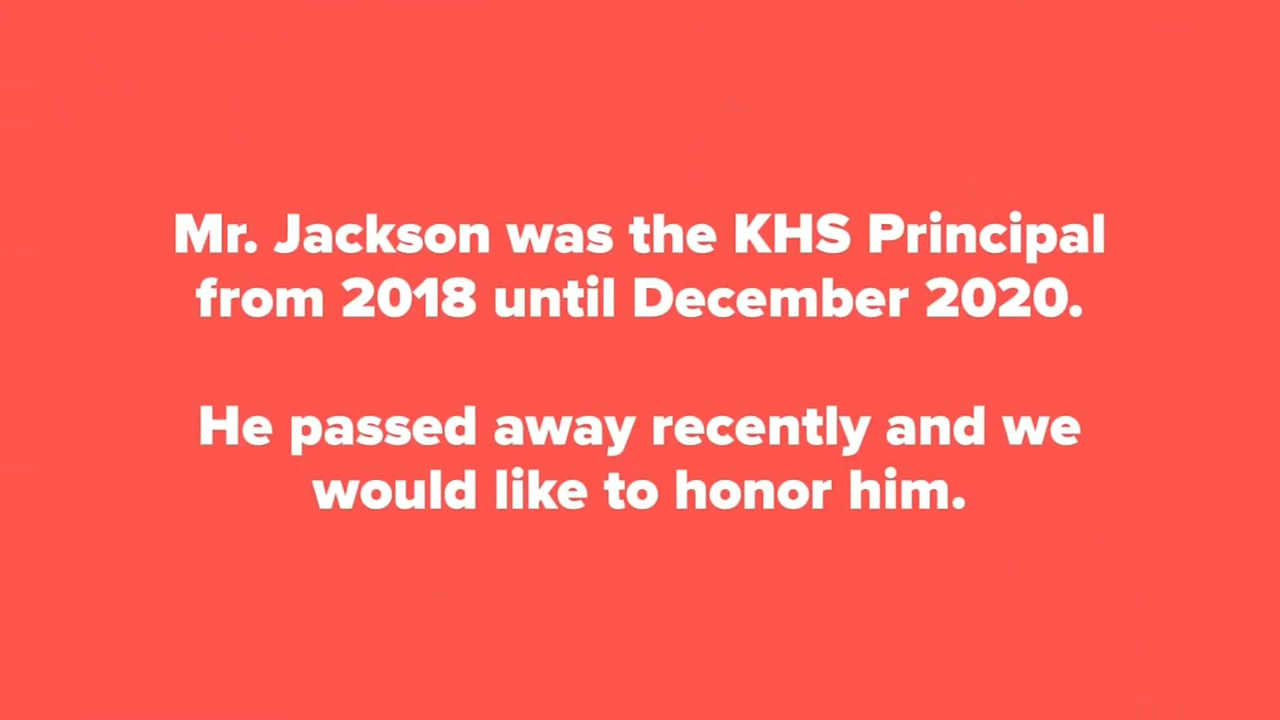 Mr. Jackson was the KHS Principal
from 2018 until December 2020.
He passed away recently and we
would like to honor him.